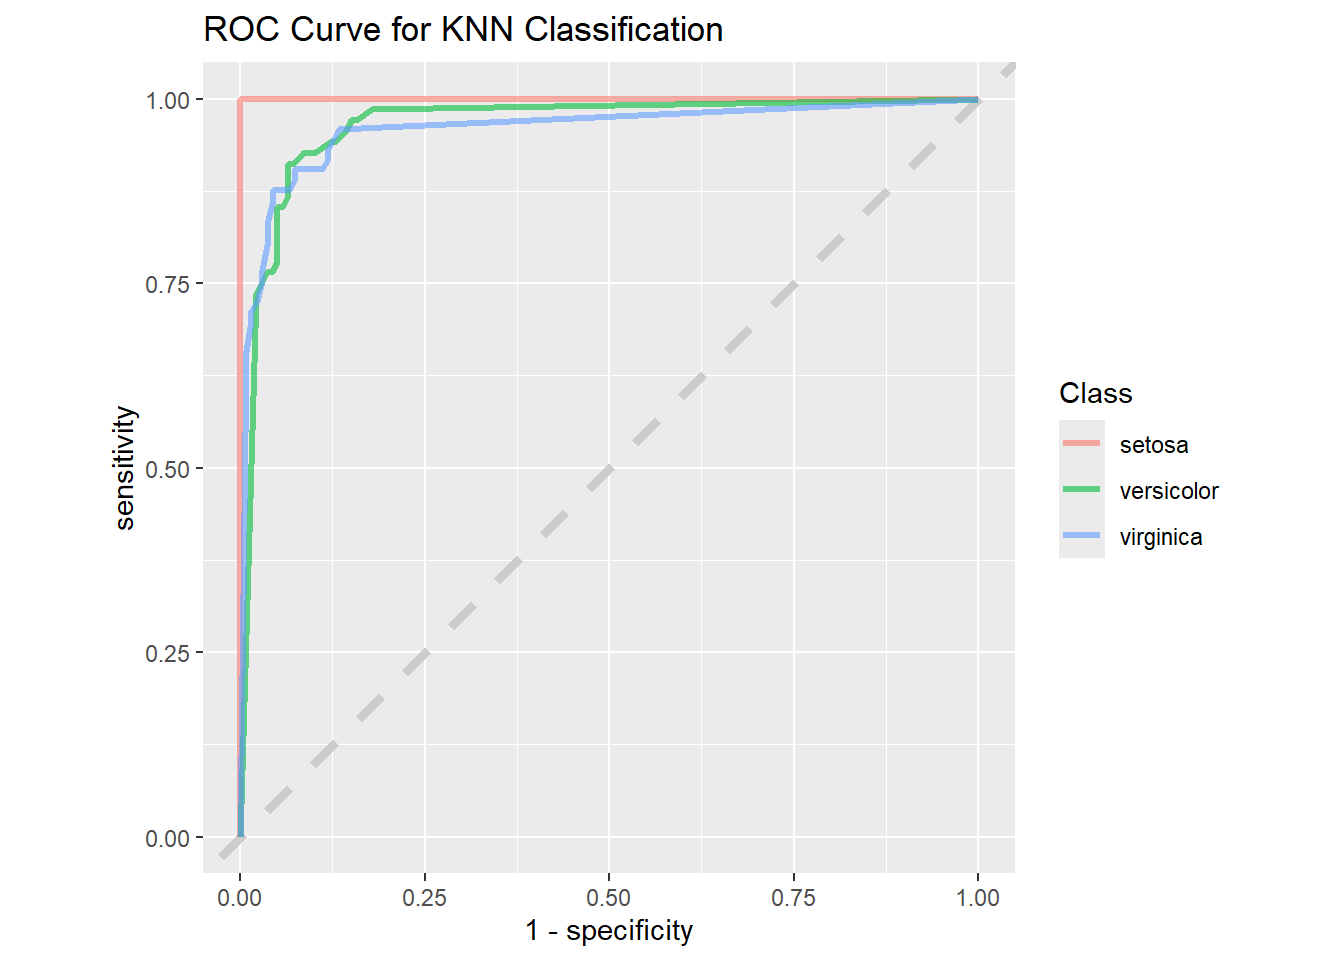 ROC Curve for KNN Classification
1.00
0.75
0.50
0.25
0.00
sensitivity
0.00 0.25 0.50 0.75 1.00
1 - specificity
Class
setosa
versicolor
virginica